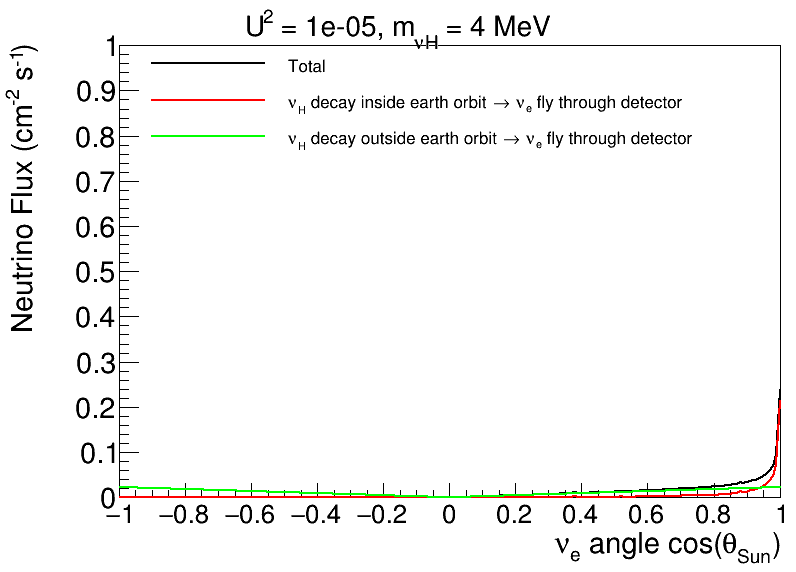 U² = 1e-05, m_νH = 4 MeV
Total
ν_H decay inside earth orbit → ν_e fly through detector
ν_H decay outside earth orbit → ν_e fly through detector
Neutrino Flux (cm⁻² s⁻¹)
1
0.9
0.8
0.7
0.6
0.5
0.4
0.3
0.2
0.1
0
−1 −0.8 −0.6 −0.4 −0.2 0 0.2 0.4 0.6 0.8 1
ν_e angle cos(θ_Sun)